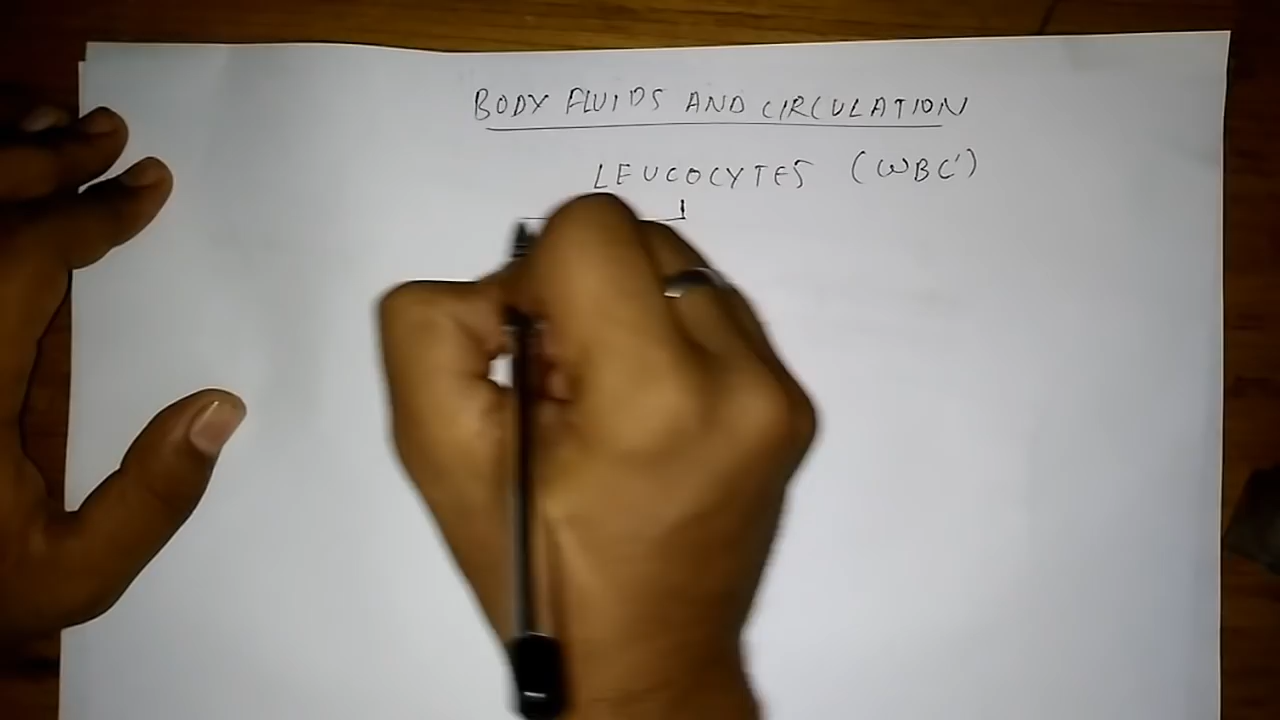 BODY FLUIDS AND CIRCULATION
LEUCOCYTES (WBC')